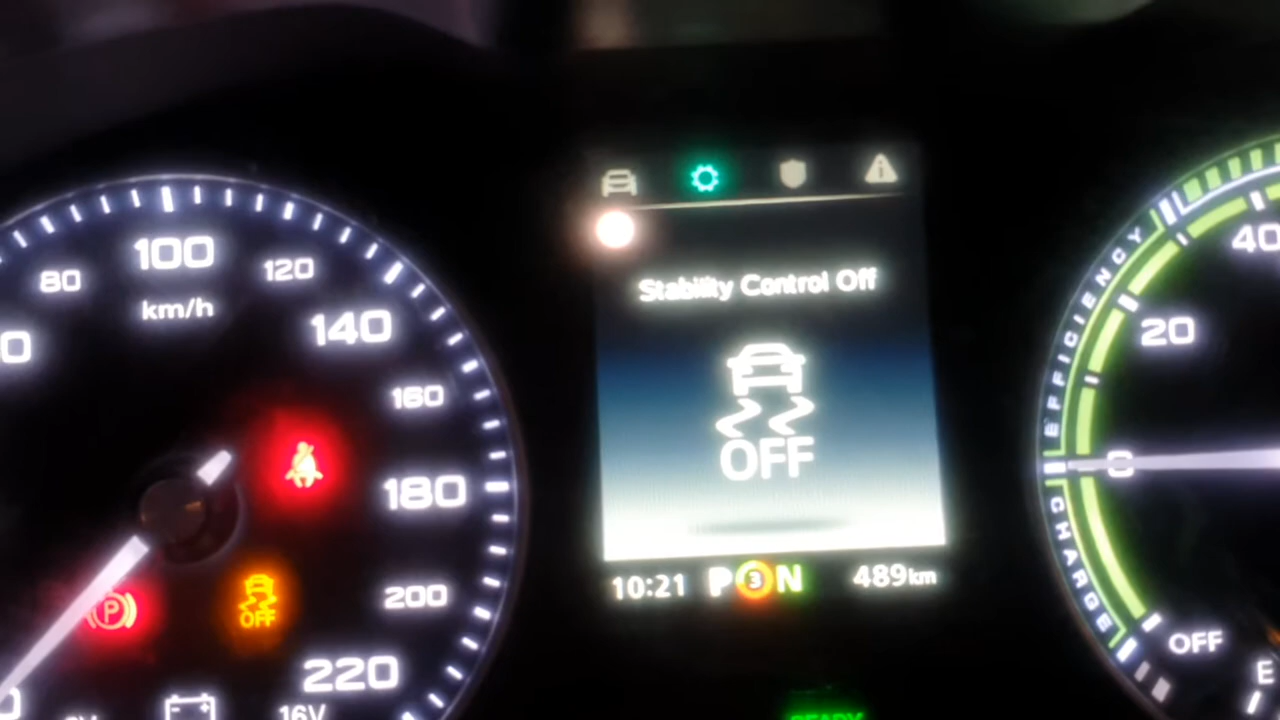 100
80
120
km/h
140
160
180
200
220
P
OFF
16V
Stability Control Off
OFF
10:21 P 3 N 489km
READY
EFFICIENCY
40
20
0
CHARGE
OFF
E